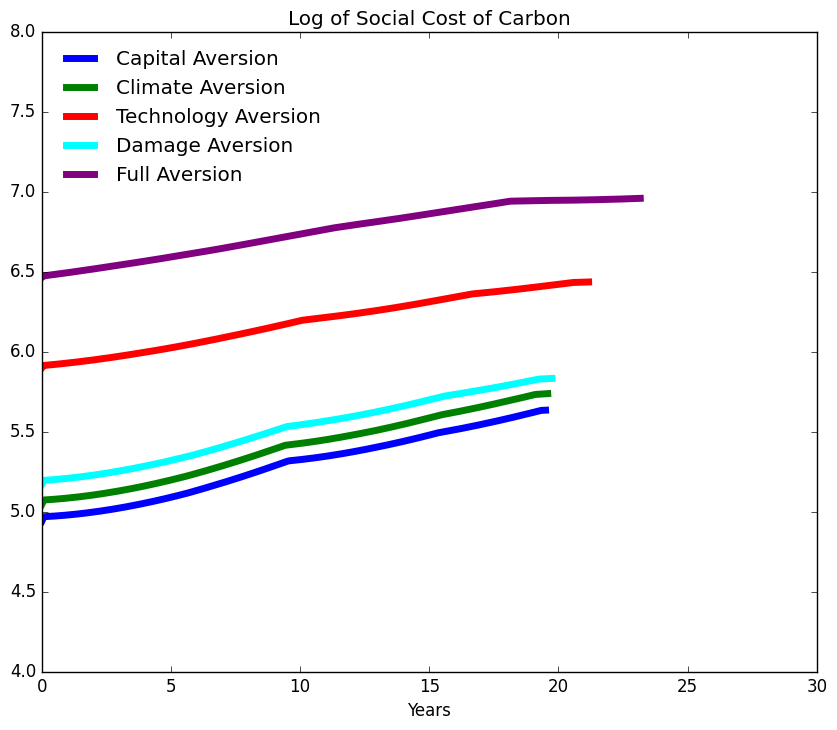 Log of Social Cost of Carbon
8.0
7.5
7.0
6.5
6.0
5.5
5.0
4.5
4.0
Capital Aversion
Climate Aversion
Technology Aversion
Damage Aversion
Full Aversion
0 5 10 15 20 25 30
Years